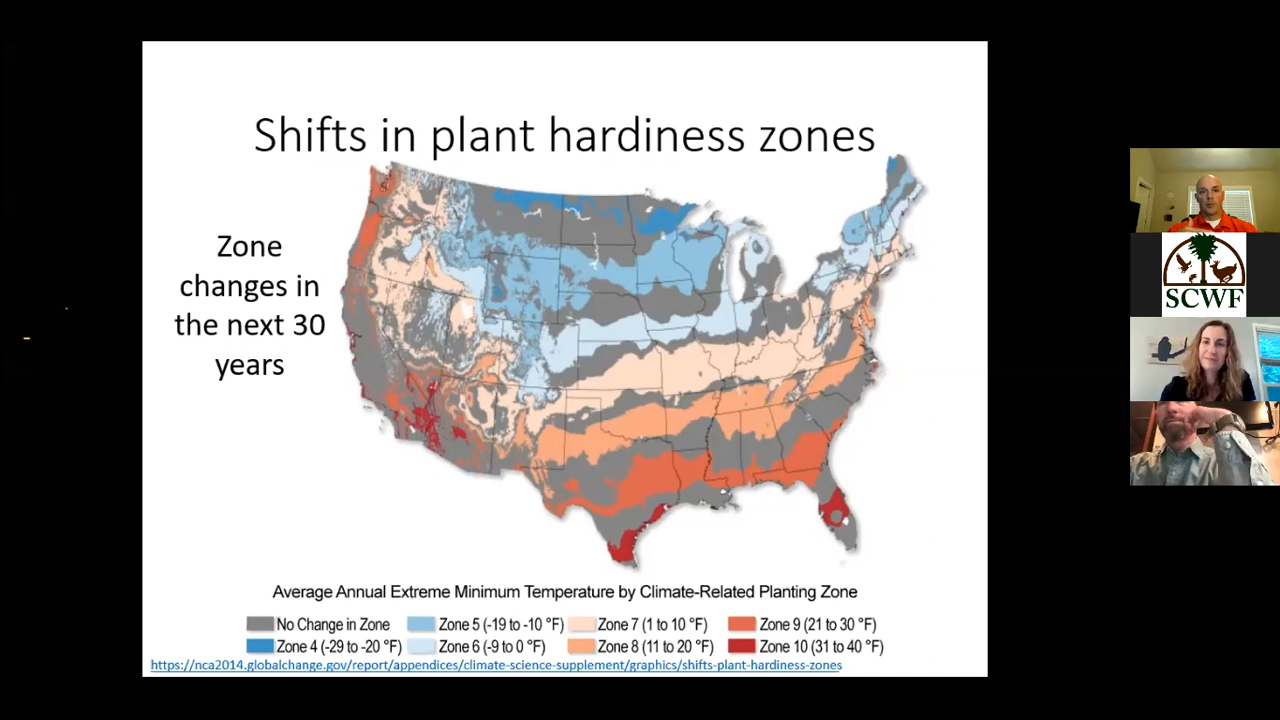 Shifts in plant hardiness zones
Zone
changes in
the next 30
years
Average Annual Extreme Minimum Temperature by Climate-Related Planting Zone
No Change in Zone
Zone 5 (-19 to -10 °F)
Zone 7 (1 to 10 °F)
Zone 9 (21 to 30 °F)
Zone 4 (-29 to -20 °F)
Zone 6 (-9 to 0 °F)
Zone 8 (11 to 20 °F)
Zone 10 (31 to 40 °F)
https://nca2014.globalchange.gov/report/appendices/climate-science-supplement/graphics/shifts-plant-hardiness-zones
SCWF